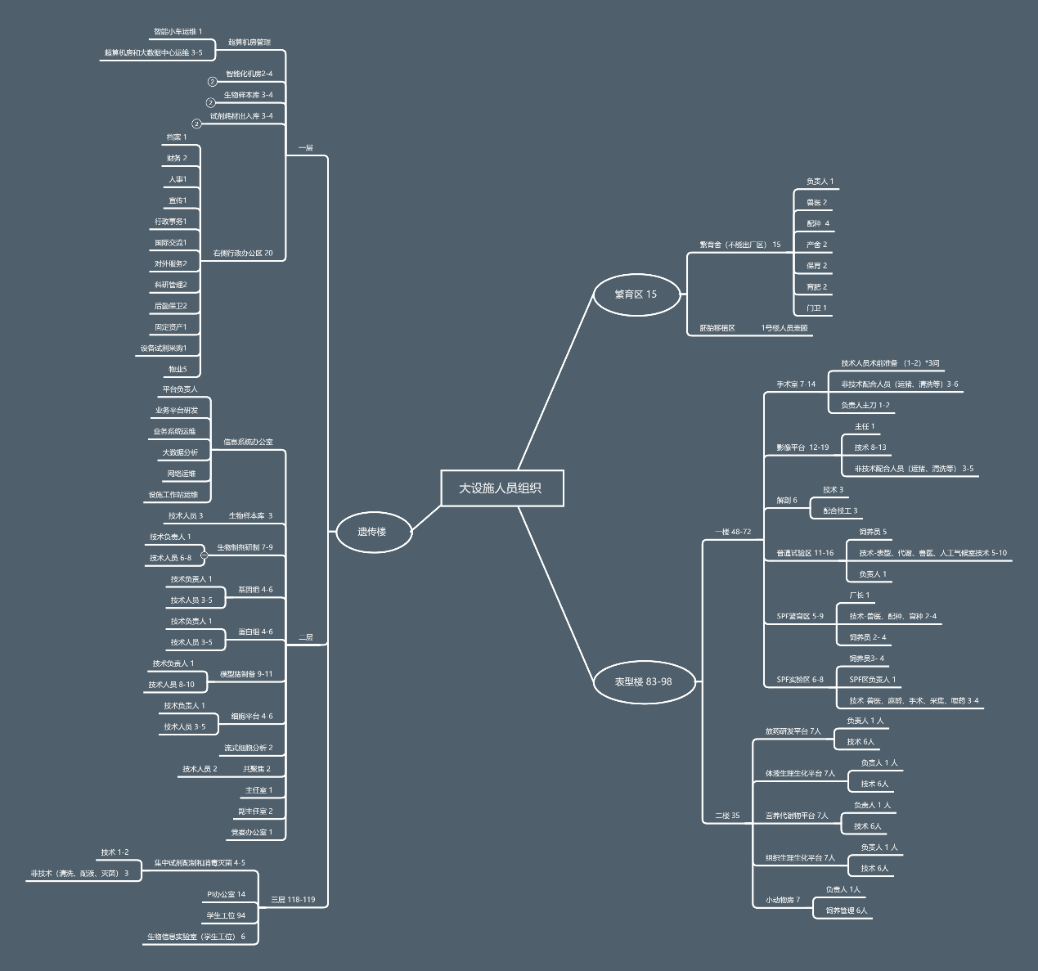 大设施人员组织
遗传楼
一层
超算机房管理
智能小车运维 1
超算机房和大数据中心运维 3-5
智能化机房2-4
2
生物样本库 3-4
2
试剂耗材出入库 3-4
2
右侧行政办公区 20
档案 1
财务 2
人事1
宣传1
行政事务1
国际交流1
对外服务2
科研管理2
后勤保卫2
固定资产1
设备试剂采购1
物业5
二层
信息系统办公室
平台负责人
业务平台研发
业务系统运维
大数据分析
网络运维
设施工作站运维
生物样本库 3
技术人员 3
生物制剂研制 7-9
技术负责人 1
技术人员 6-8
基因组 4-6
技术负责人 1
技术人员 3-5
蛋白组 4-6
技术负责人 1
技术人员 3-5
模型猪制备 9-11
技术负责人 1
技术人员 8-10
细胞平台 4-6
技术负责人 1
技术人员 3-5
流式细胞分析 2
共聚焦 2
技术人员 2
主任室 1
副主任室 2
党委办公室 1
三层 118-119
集中试剂配制和消毒灭菌 4-5
技术 1-2
非技术（清洗、配液、灭菌） 3
PI办公室 14
学生工位 94
生物信息实验室（学生工位） 6
繁育区 15
繁育舍（不能出厂区） 15
负责人 1
兽医 2
配种 4
产舍 2
保育 2
育肥 2
门卫 1
胚胎移植区
1号楼人员兼顾
表型楼 83-98
一楼 48-72
手术室 7-14
技术人员术前准备 （1-2）*3间
非技术配合人员（运猪、清洗等）3-6
负责人主刀 1-2
影像平台 12-19
主任 1
技术 8-13
非技术配合人员（运猪、清洗等） 3-5
解剖 6
技术 3
配合技工 3
普通试验区 11-16
饲养员 5
技术-表型、代谢、兽医、人工气候室技术 5-10
负责人 1
SPF繁育区 5-9
厂长 1
技术-兽医、配种、育种 2-4
饲养员 2- 4
SPF实验区 6-8
饲养员3- 4
SPF区负责人 1
技术-兽医、麻醉、手术、采血、喂药 3-4
二楼 35
放药研发平台 7人
负责人 1 人
技术 6人
体液生理生化平台 7人
负责人 1 人
技术 6人
营养代谢物平台 7人
负责人 1 人
技术 6人
组织生理生化平台 7人
负责人 1 人
技术 6人
小动物房 7
负责人 1人
饲养管理 6人